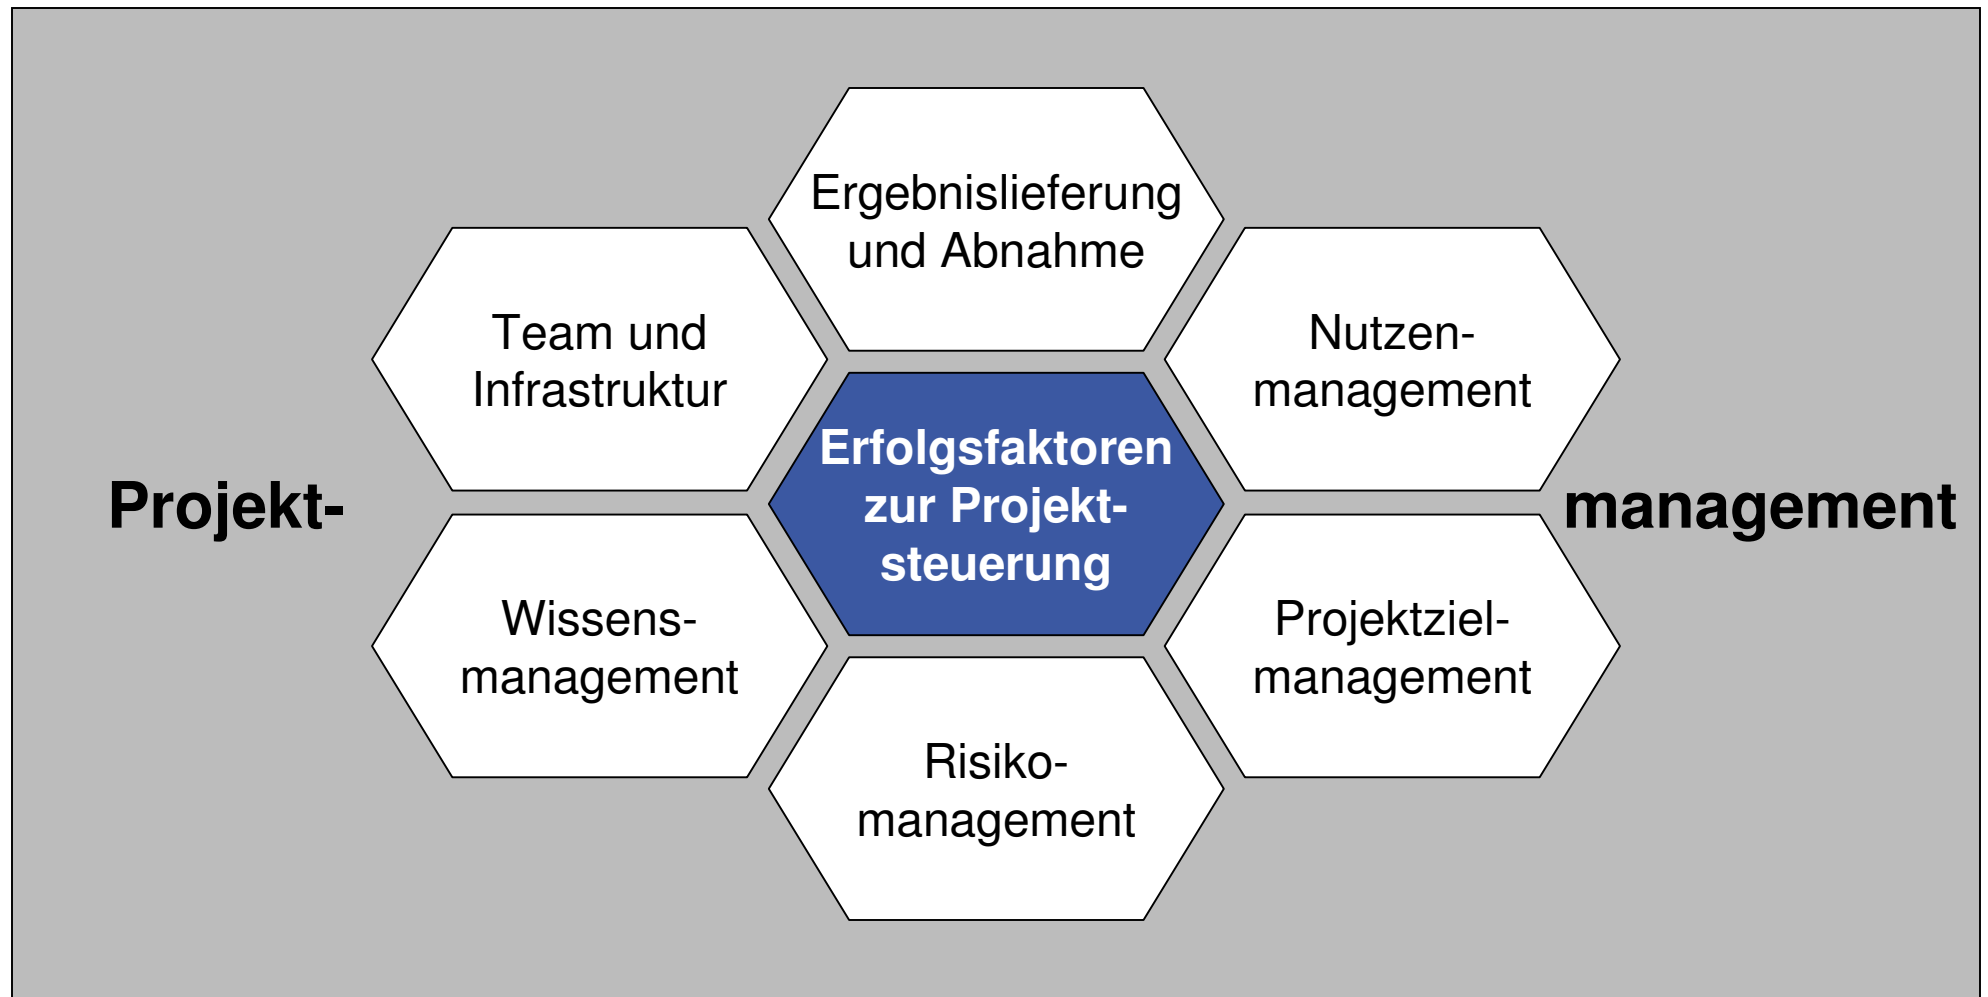 Ergebnislieferung
und Abnahme
Team und
Infrastruktur
Nutzen-
management
Erfolgsfaktoren
zur Projekt-
steuerung
Projekt-
management
Wissens-
management
Projektziel-
management
Risiko-
management